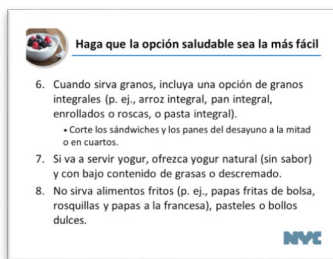 Haga que la opción saludable sea la más fácil
6. Cuando sirva granos, incluya una opción de granos
integrales (p. ej., arroz integral, pan integral,
enrollados o roscas, o pasta integral).
• Corte los sándwiches y los panes del desayuno a la mitad
o en cuartos.
7. Si va a servir yogur, ofrezca yogur natural (sin sabor)
y con bajo contenido de grasas o descremado.
8. No sirva alimentos fritos (p. ej., papas fritas de bolsa,
rosquillas y papas a la francesa), pasteles o bollos
dulces.
NYC